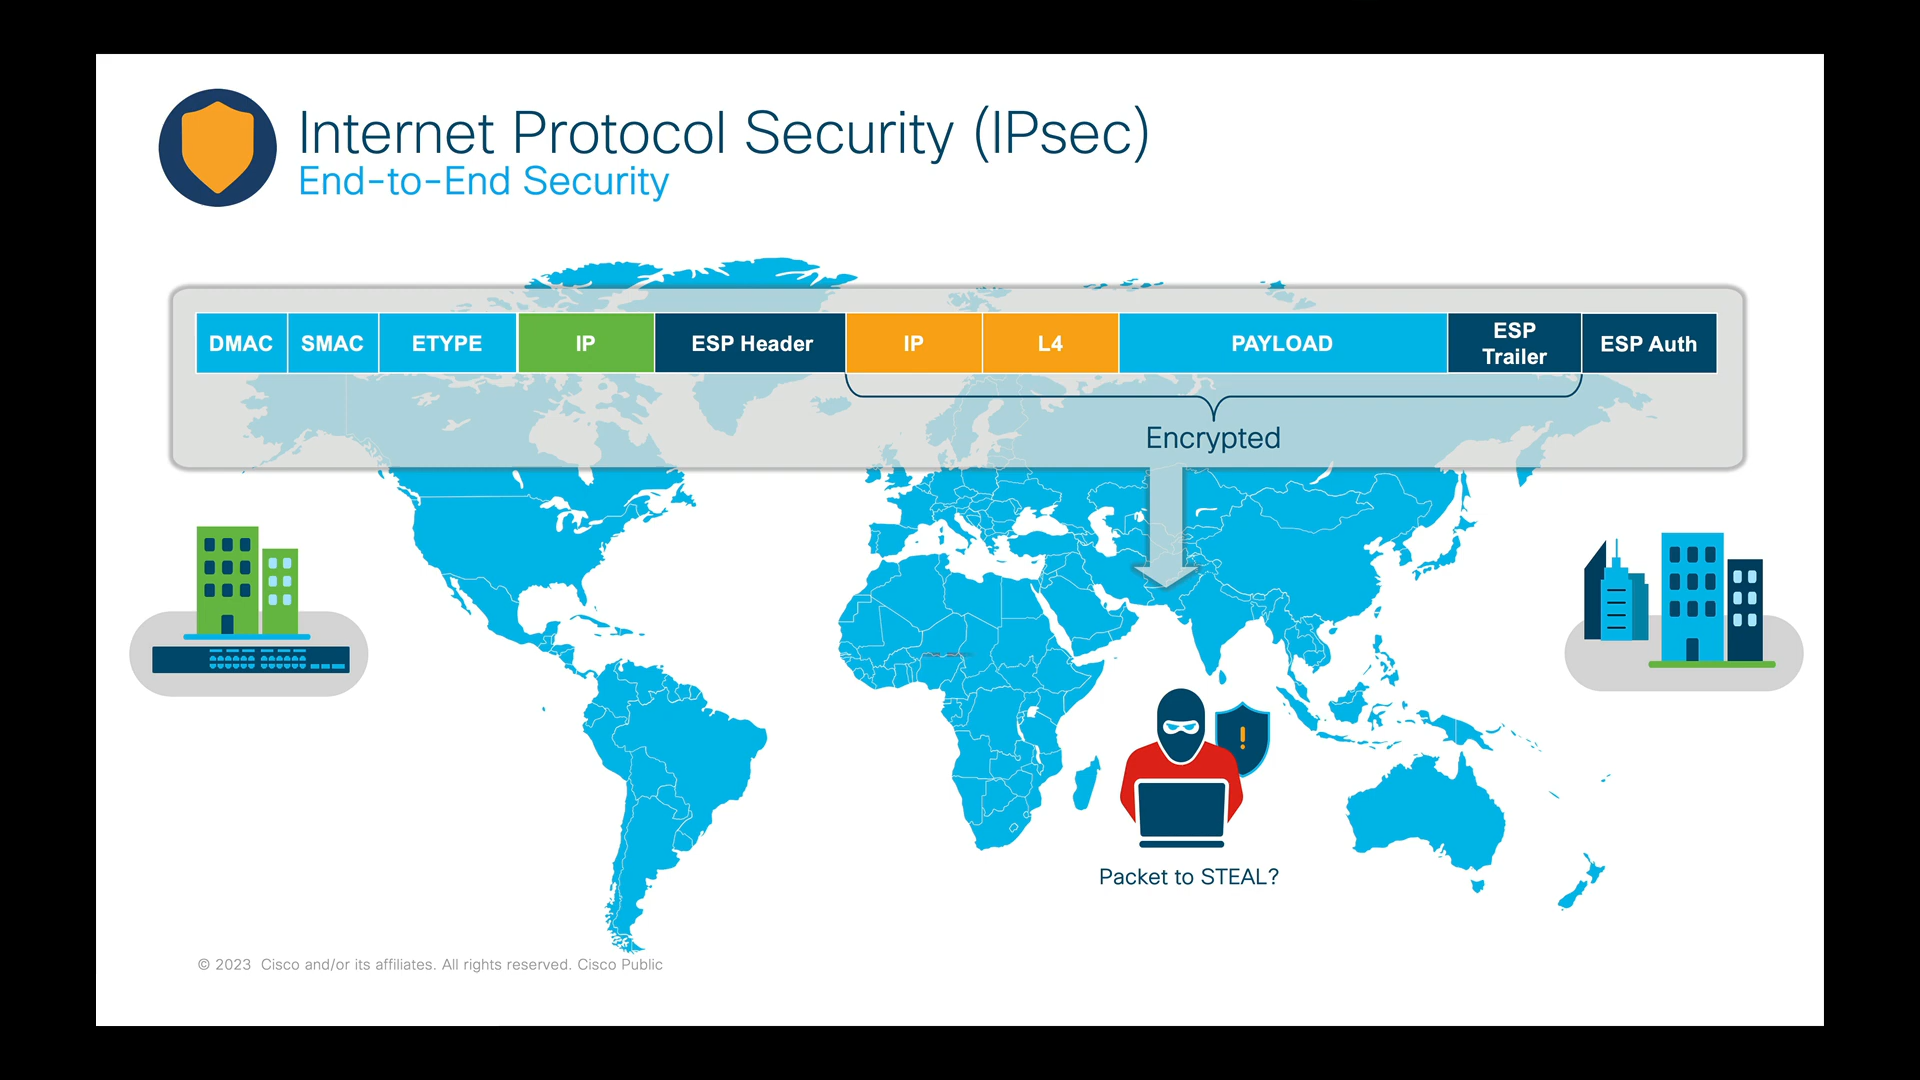 Internet Protocol Security (IPsec)
End-to-End Security
DMAC SMAC ETYPE IP ESP Header IP L4 PAYLOAD ESP Trailer ESP Auth
Encrypted
!
Packet to STEAL?
© 2023 Cisco and/or its affiliates. All rights reserved. Cisco Public